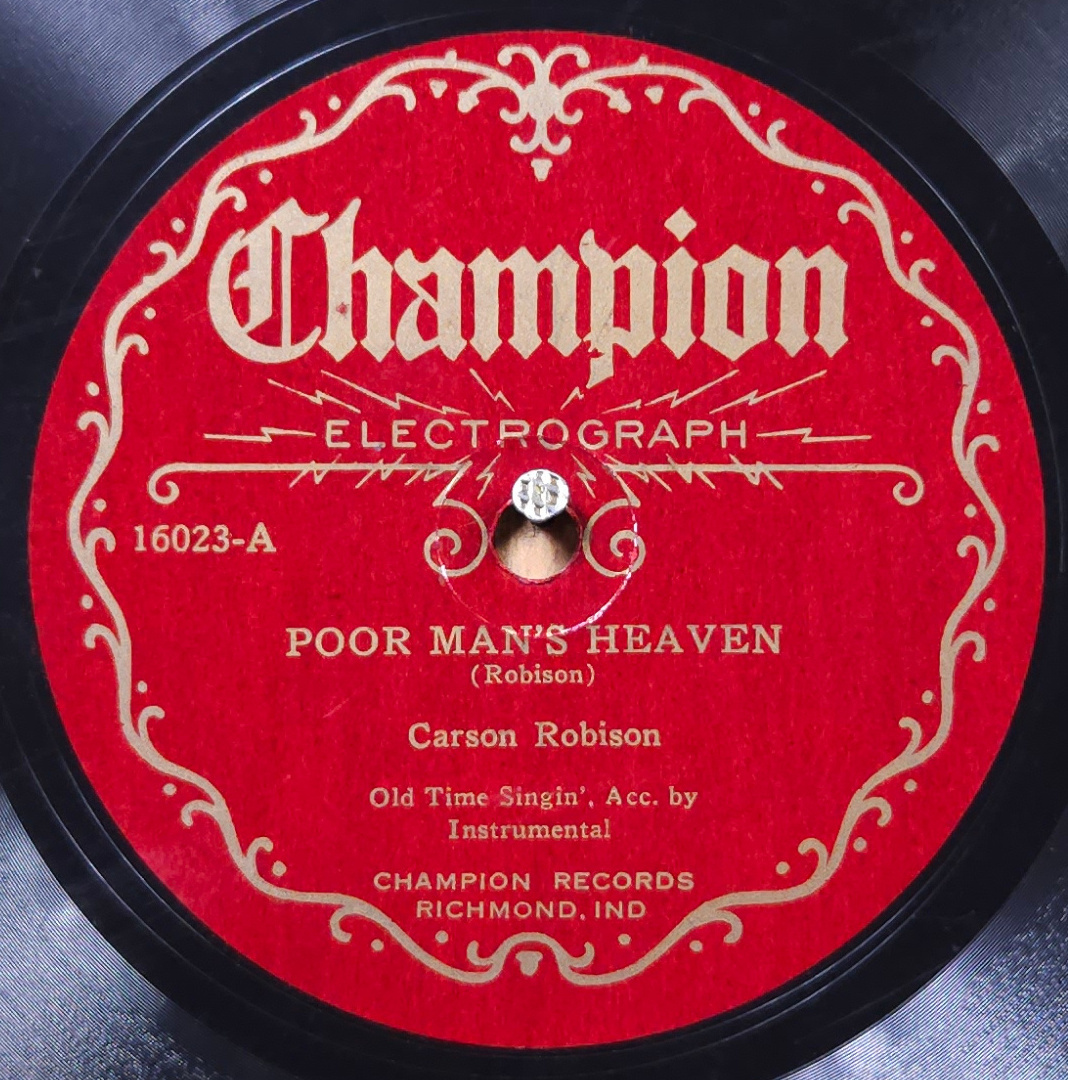 Champion
ELECTROGRAPH
16023-A
POOR MAN'S HEAVEN
(Robison)
Carson Robison
Old Time Singin', Acc. by
Instrumental
CHAMPION RECORDS
RICHMOND, IND